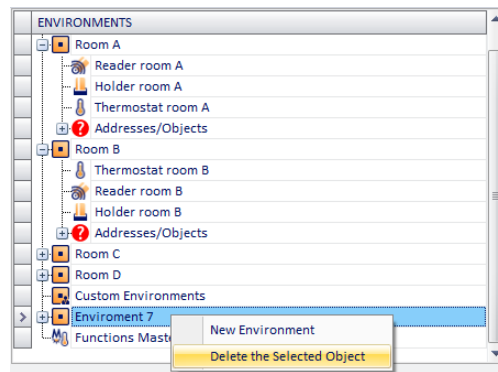 ENVIRONMENTS
Room A
Reader room A
Holder room A
Thermostat room A
Addresses/Objects
Room B
Thermostat room B
Reader room B
Holder room B
Addresses/Objects
Room C
Room D
Custom Environments
Enviroment 7
New Environment
Functions
Delete the Selected Object